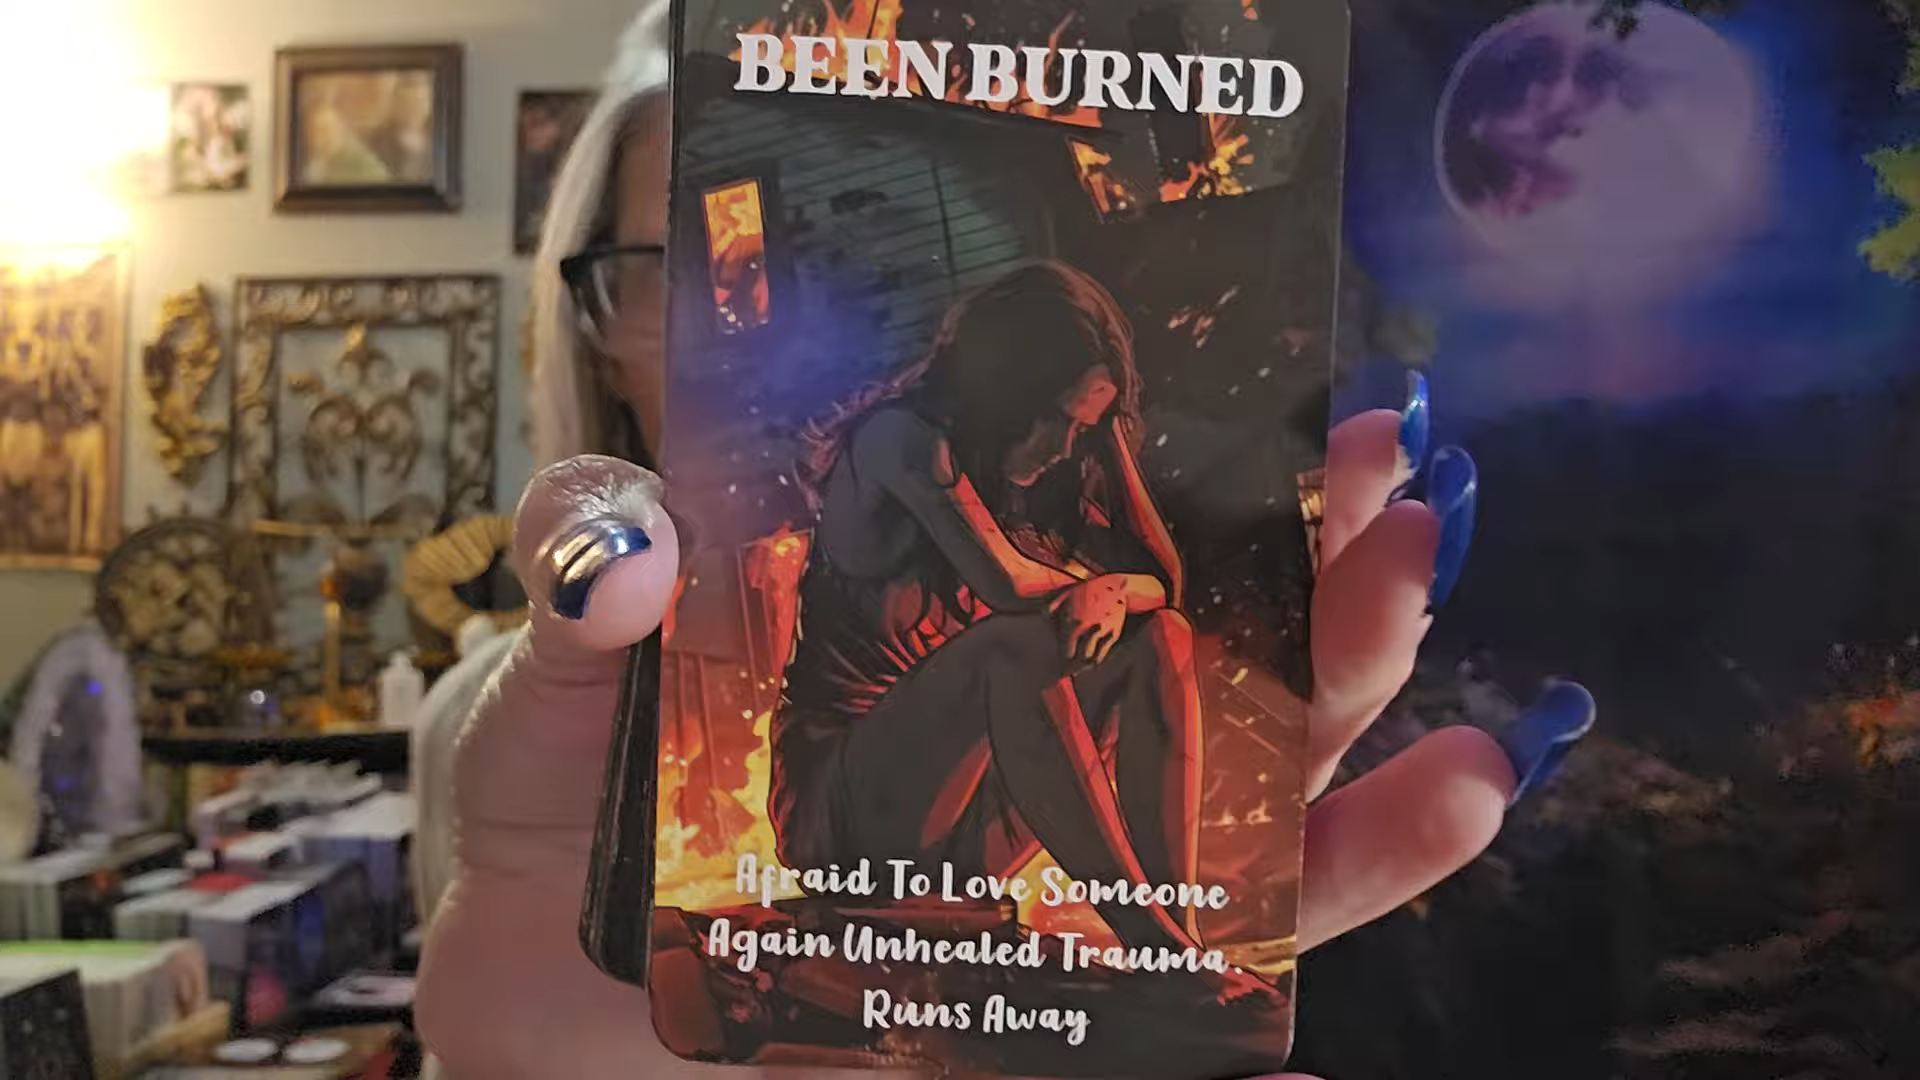 BEEN BURNED
Afraid To Love Someone
Again Unhealed Trauma.
Runs Away